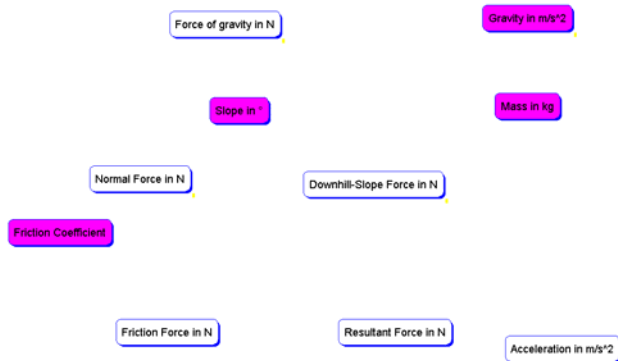 Force of gravity in N
Gravity in m/s^2
Slope in °
Mass in kg
Normal Force in N
Downhill-Slope Force in N
Friction Coefficient
Friction Force in N
Resultant Force in N
Acceleration in m/s^2